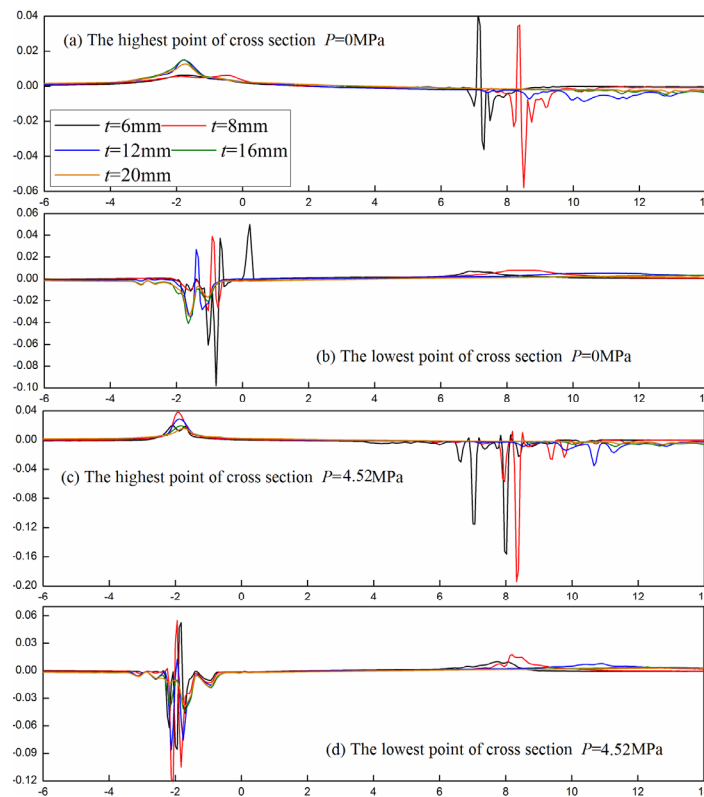 0.04
(a) The highest point of cross section P=0MPa
0.02
0.00
-0.02
t=6mm t=8mm
t=12mm t=16mm
t=20mm
-0.04
0.06
-6 -4 -2 0 2 4 6 8 10 12 14
0.06
0.04
0.02
0.00
-0.02
-0.04
-0.06
(b) The lowest point of cross section P=0MPa
-0.08
-0.10
-6 -4 -2 0 2 4 6 8 10 12 14
0.04
0.00
-0.04
(c) The highest point of cross section P=4.52MPa
-0.08
-0.12
-0.16
-0.20
-6 -4 -2 0 2 4 6 8 10 12 14
0.06
0.03
0.00
-0.03
-0.06
-0.09
(d) The lowest point of cross section P=4.52MPa
-0.12
-6 -4 -2 0 2 4 6 8 10 12 14